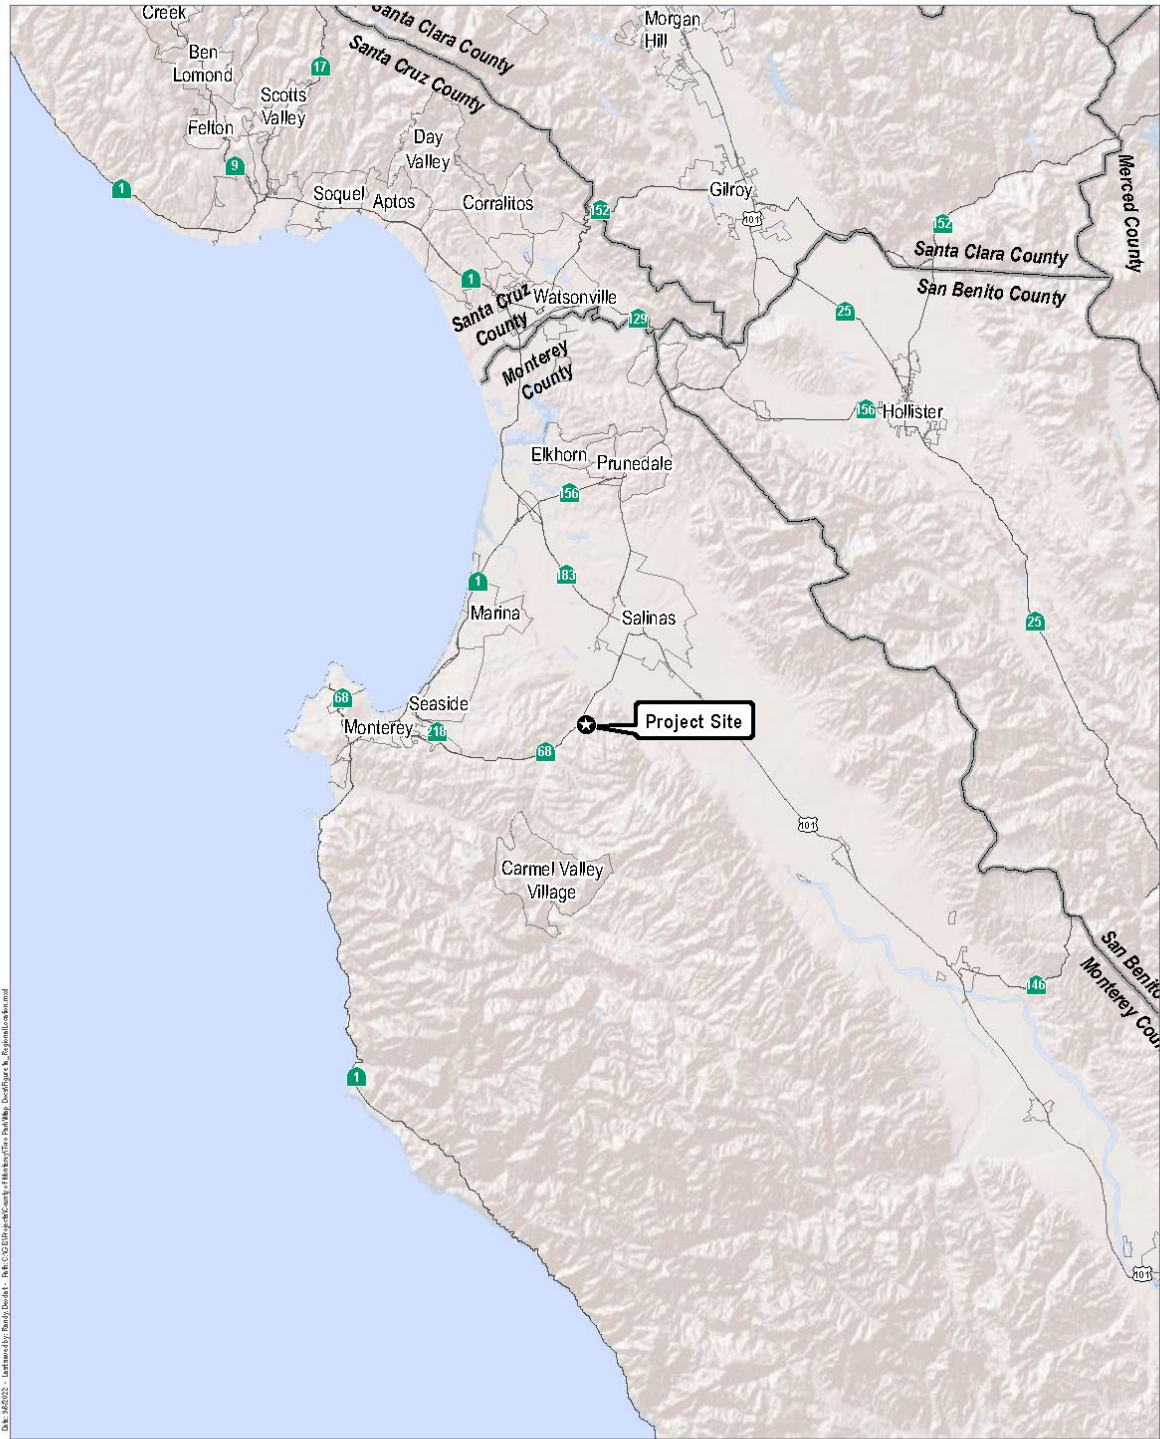 Creek
Santa Clara County
Santa Cruz County
Morgan
Hill
Ben
Lomond
17
Scotts
Valley
Felton
Day
Valley
9
1
Soquel
Aptos
Corralitos
152
Gilroy
101
152
Merced County
Santa Clara County
San Benito County
1
Santa Cruz
County
Watsonville
129
25
Monterey
County
156
Hollister
Elkhorn
Prunedale
156
183
1
Marina
Salinas
25
68
Seaside
Monterey
218
68
Project Site
101
Carmel Valley
Village
San Benito
Monterey Coun
146
1
101